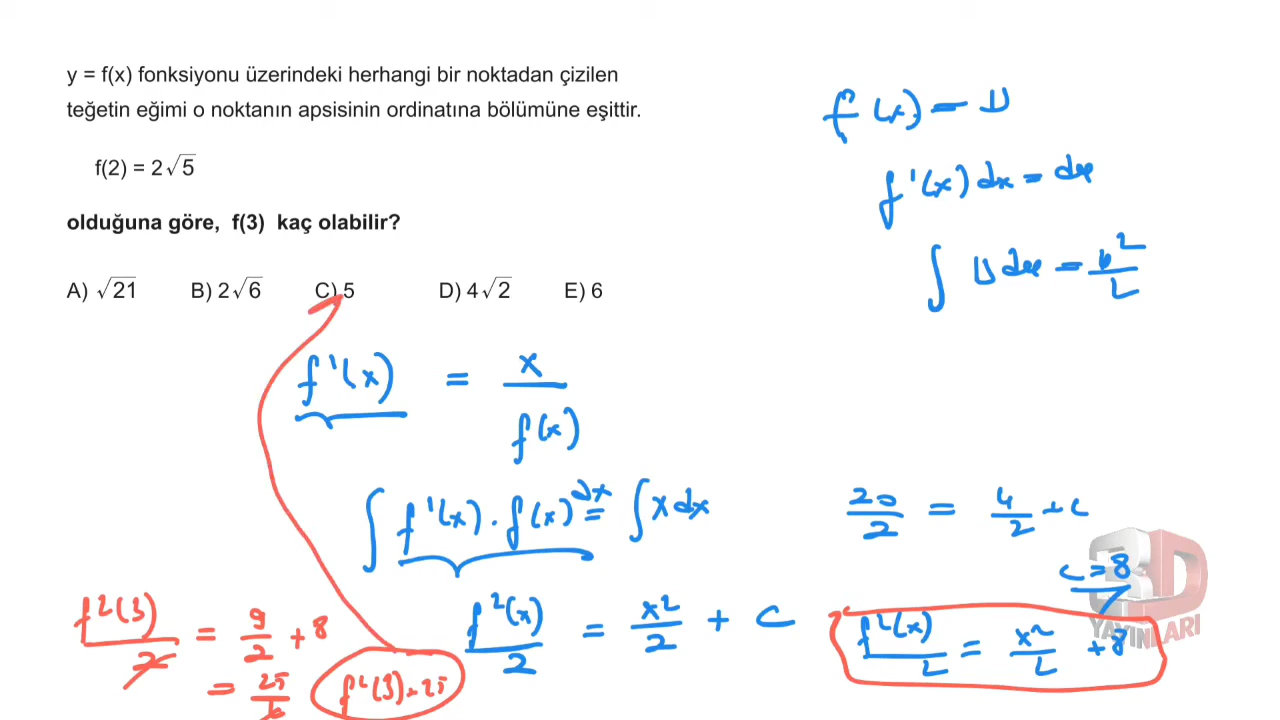 y = f(x) fonksiyonu üzerindeki herhangi bir noktadan çizilen
teğetin eğimi o noktanın apsisinin ordinatına bölümüne eşittir.
f(2) = 2√5
olduğuna göre, f(3) kaç olabilir?
A) √21 B) 2√6 C) 5 D) 4√2 E) 6
f(x) = u
f'(x) dx = du
∫ u du = u²/2
f'(x) = x/f(x)
∫ f'(x) . f(x) dx = ∫ x dx
f²(x)/2 = x²/2 + c
20/2 = 4/2 + c
c = 8
f²(x)/2 = x²/2 + 8
f²(3)/2 = 9/2 + 8
= 25/2
f²(3) = 25
3D
YAYINLARI